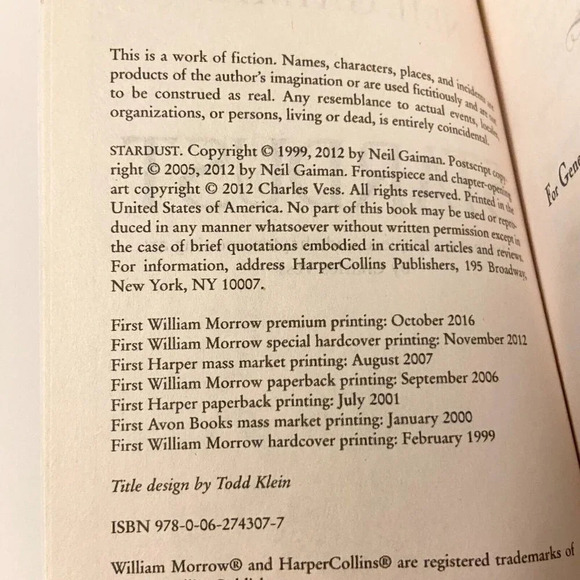 This is a work of fiction. Names, characters, places, and incidents are
products of the author's imagination or are used fictitiously and are not
to be construed as real. Any resemblance to actual events, locales,
organizations, or persons, living or dead, is entirely coincidental.
STARDUST. Copyright © 1999, 2012 by Neil Gaiman. Postscript copy-
right © 2005, 2012 by Neil Gaiman. Frontispiece and chapter-opening
art copyright © 2012 Charles Vess. All rights reserved. Printed in the
United States of America. No part of this book may be used or repro-
duced in any manner whatsoever without written permission except in
the case of brief quotations embodied in critical articles and reviews.
For information, address HarperCollins Publishers, 195 Broadway,
New York, NY 10007.
First William Morrow premium printing: October 2016
First William Morrow special hardcover printing: November 2012
First Harper mass market printing: August 2007
First William Morrow paperback printing: September 2006
First Harper paperback printing: July 2001
First Avon Books mass market printing: January 2000
First William Morrow hardcover printing: February 1999
Title design by Todd Klein
ISBN 978-0-06-274307-7
William Morrow® and HarperCollins® are registered trademarks of
For Gene